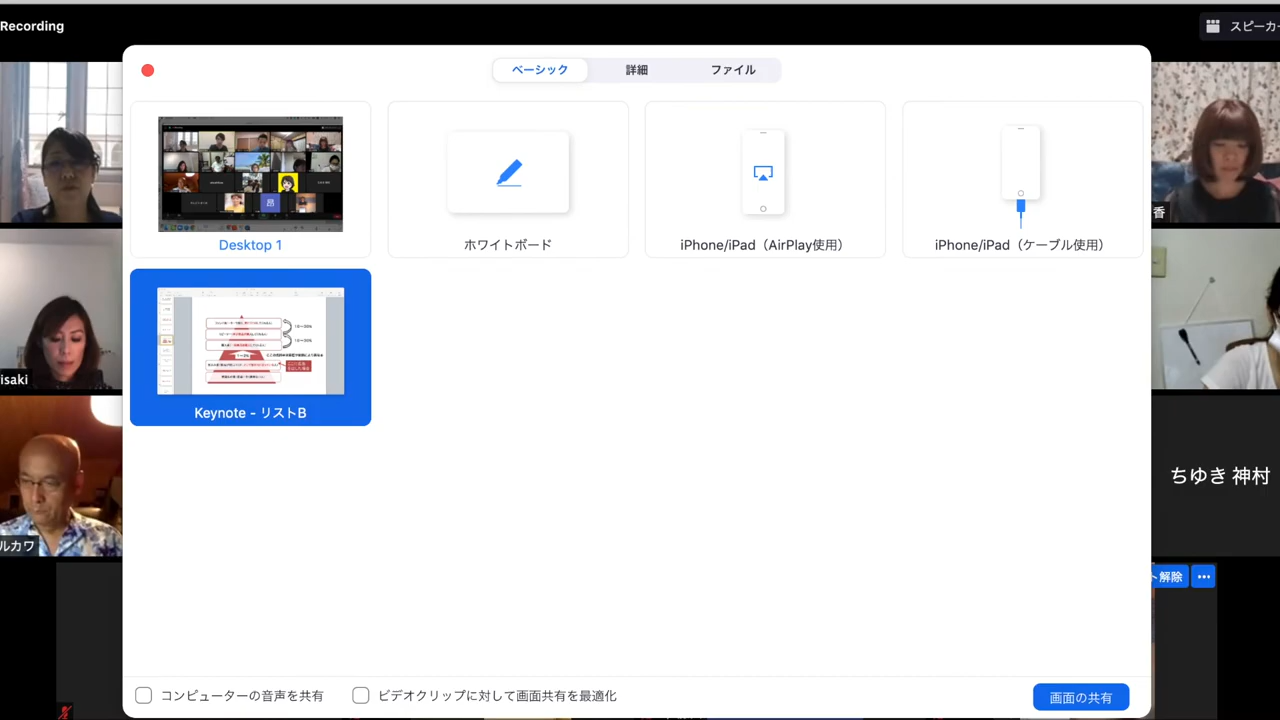 Recording
スピーカー
ベーシック
詳細
ファイル
Desktop 1
ホワイトボード
iPhone/iPad（AirPlay使用）
iPhone/iPad（ケーブル使用）
Keynote - リストB
香
isaki
ルカワ
ちゆき 神村
ト解除
コンピューターの音声を共有
ビデオクリップに対して画面共有を最適化
画面の共有